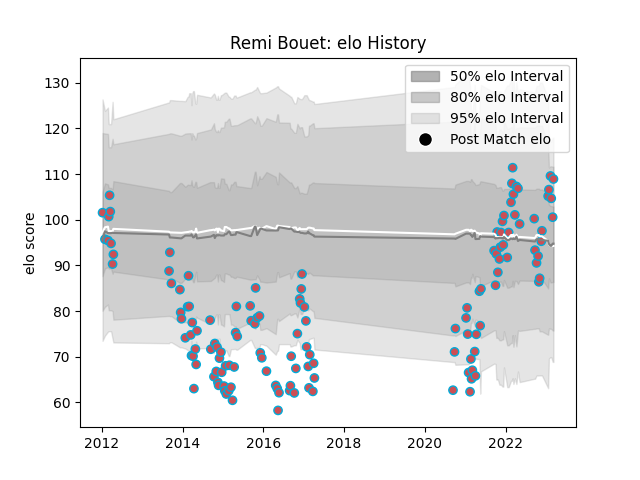 Remi Bouet: elo History
130
120
110
100
90
80
70
60
elo score
50% elo Interval
80% elo Interval
95% elo Interval
Post Match elo
2012
2014
2016
2018
2020
2022